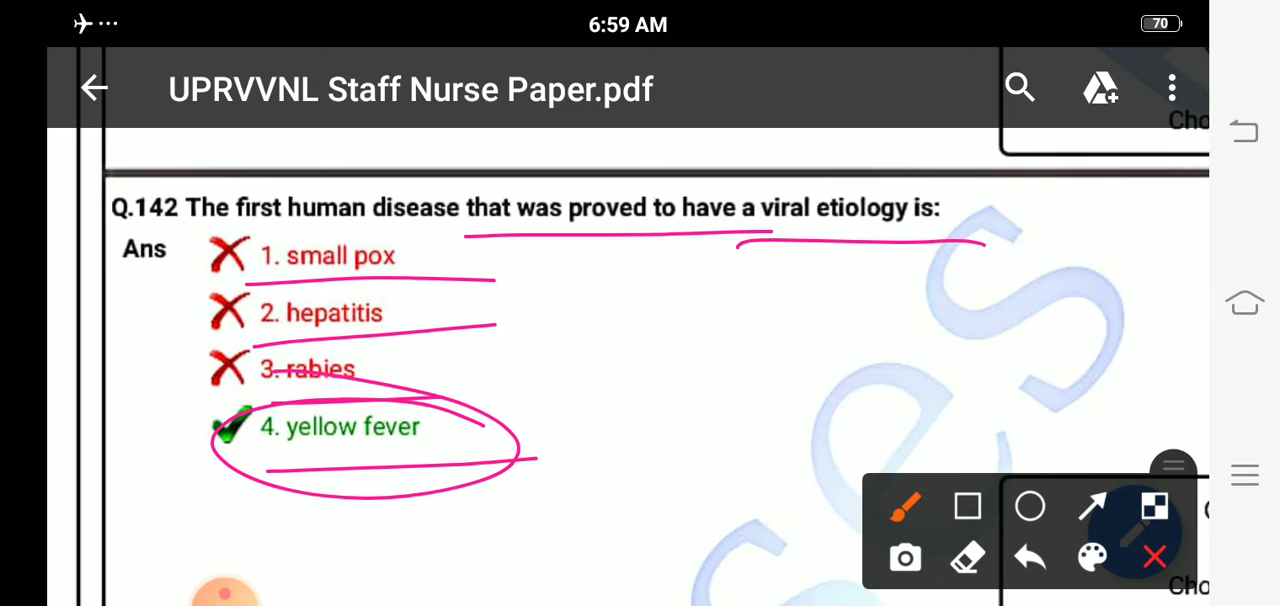 6:59 AM
70
UPRVVNL Staff Nurse Paper.pdf
Cho
Q.142 The first human disease that was proved to have a viral etiology is:
Ans
1. small pox
2. hepatitis
3. rabies
4. yellow fever
Cho